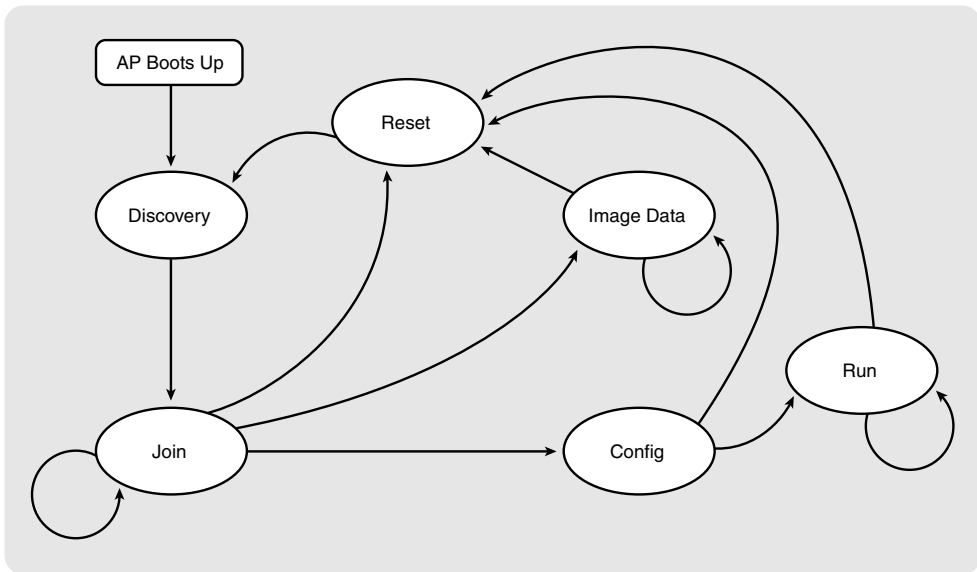 AP Boots Up
Reset
Discovery
Image Data
Run
Join
Config